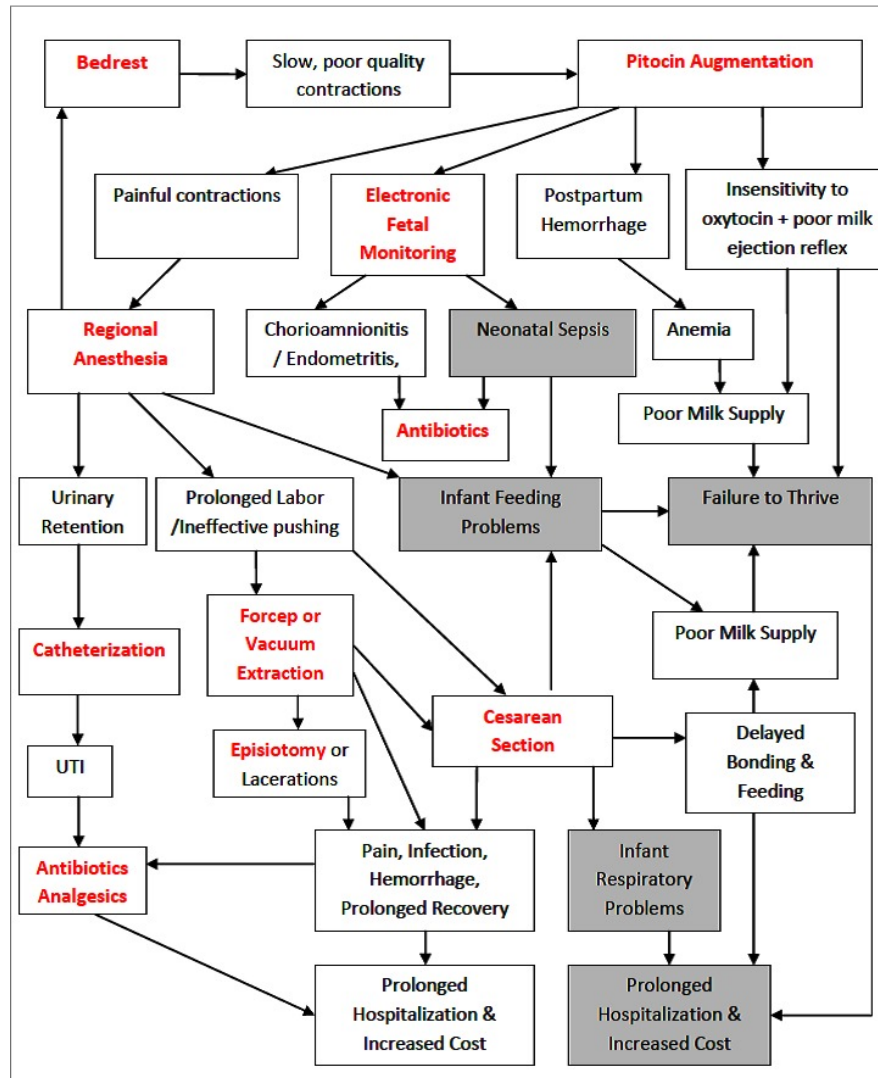 Bedrest
Slow, poor quality
contractions
Pitocin Augmentation
Painful contractions
Electronic
Fetal
Monitoring
Postpartum
Hemorrhage
Insensitivity to
oxytocin + poor milk
ejection reflex
Regional
Anesthesia
Chorioamnionitis
/ Endometritis,
Neonatal Sepsis
Anemia
Antibiotics
Poor Milk Supply
Urinary
Retention
Prolonged Labor
/Ineffective pushing
Infant Feeding
Problems
Failure to Thrive
Catheterization
Forcep or
Vacuum
Extraction
Poor Milk Supply
Cesarean
Section
Delayed
Bonding &
Feeding
UTI
Episiotomy or
Lacerations
Antibiotics
Analgesics
Pain, Infection,
Hemorrhage,
Prolonged Recovery
Infant
Respiratory
Problems
Prolonged
Hospitalization &
Increased Cost
Prolonged
Hospitalization &
Increased Cost